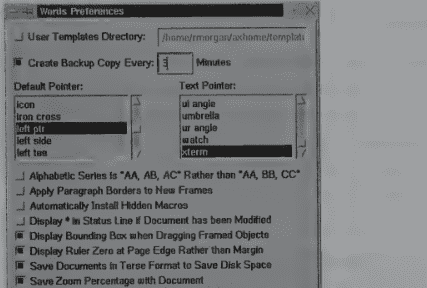 Words Preferences
User Templates Directory: /home/rmorgan/axhome/templat
Create Backup Copy Every: 3 Minutes
Default Pointer: Text Pointer:
icon ul angle
iron cross umbrella
left ptr ur angle
left side watch
left tee xterm
Alphabetic Series is "AA, AB, AC" Rather than "AA, BB, CC"
Apply Paragraph Borders to New Frames
Automatically Install Hidden Macros
Display * in Status Line if Document has been Modified
Display Bounding Box when Dragging Framed Objects
Display Ruler Zero at Page Edge Rather then Margin
Save Documents in Terse Format to Save Disk Space
Save Zoom Percentage with Document